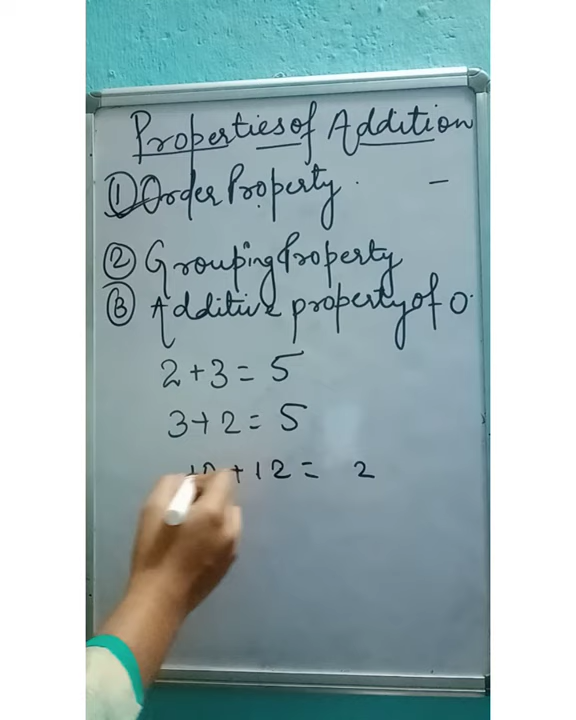 Properties of Addition
① Order Property. -
② Grouping Property
③ Additive property of 0.
2+3 = 5
3+2 = 5
+12 = 2